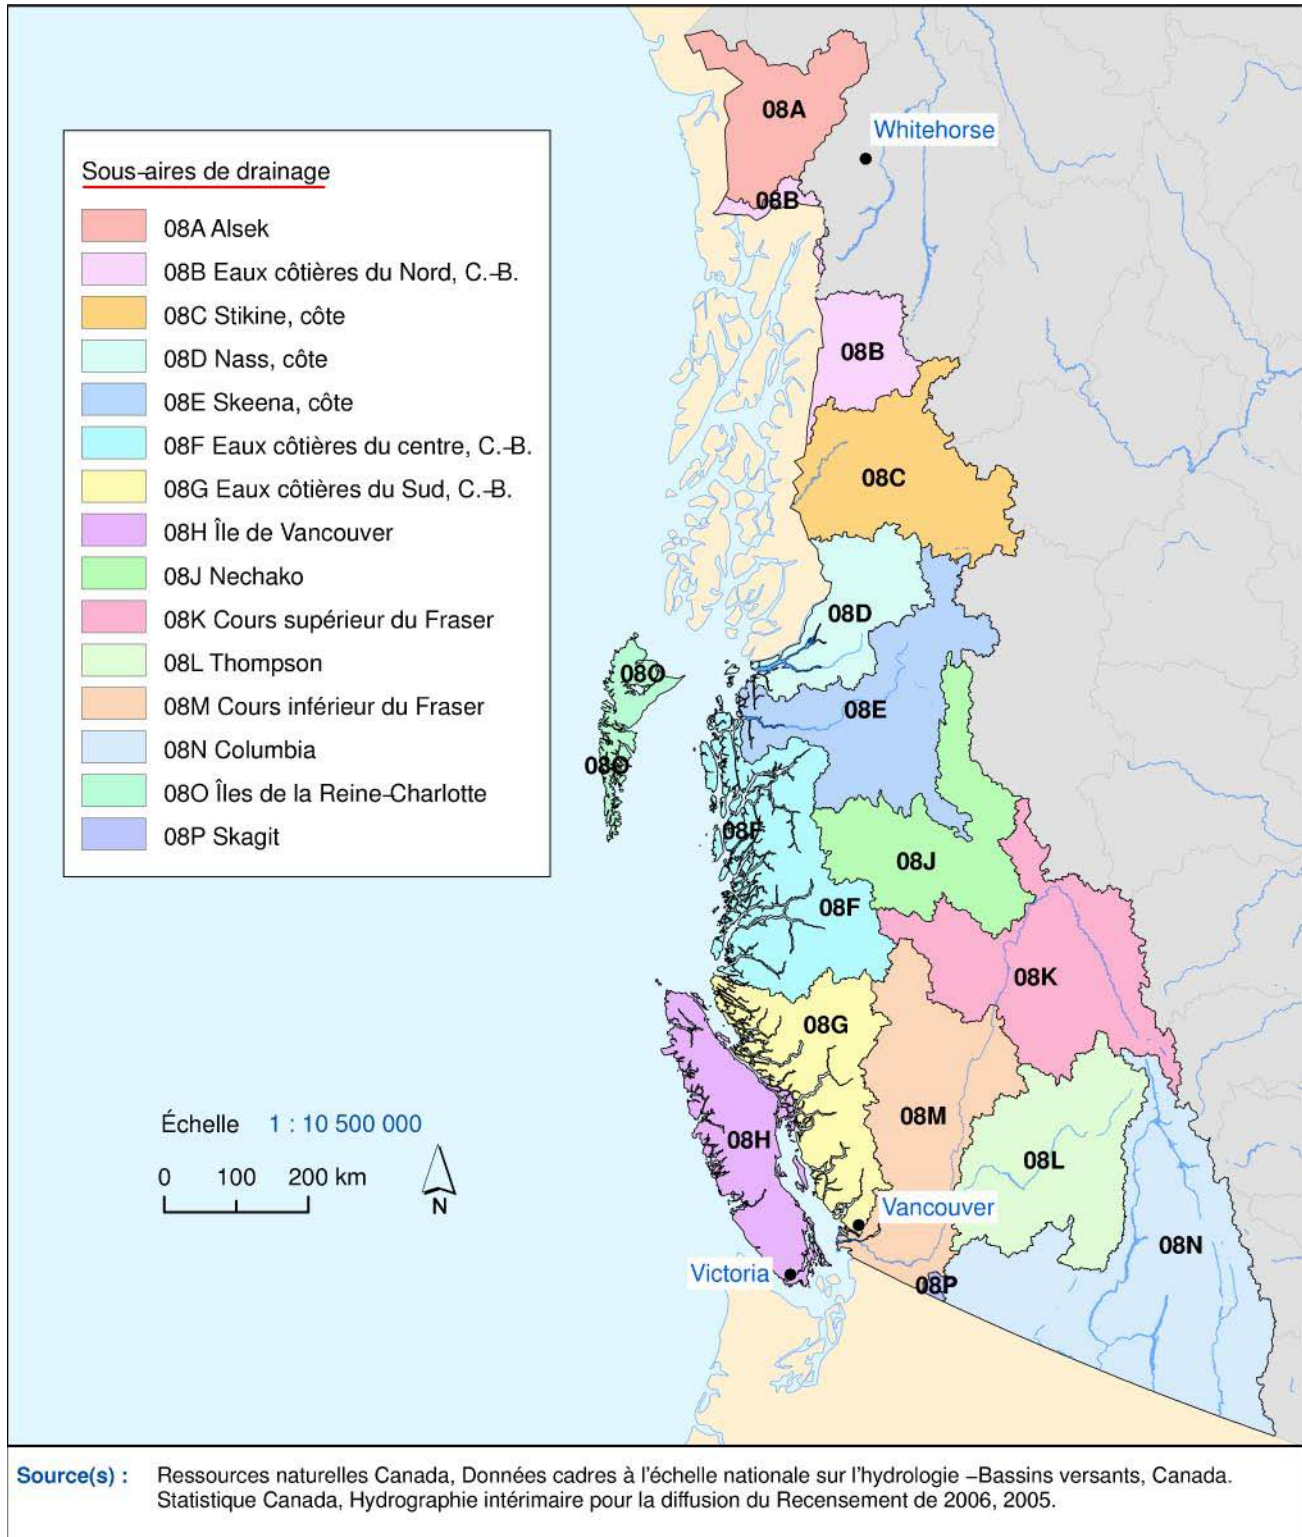 08A
Whitehorse
08B
Sous-aires de drainage
08A Alsek
08B Eaux côtières du Nord, C.-B.
08C Stikine, côte
08D Nass, côte
08E Skeena, côte
08F Eaux côtières du centre, C.-B.
08G Eaux côtières du Sud, C.-B.
08H Île de Vancouver
08J Nechako
08K Cours supérieur du Fraser
08L Thompson
08M Cours inférieur du Fraser
08N Columbia
08O Îles de la Reine-Charlotte
08P Skagit
08B
08C
08D
08O
08E
08O
08F
08J
08F
08K
08G
08M
08H
08L
Vancouver
08N
Victoria
08P
Échelle 1 : 10 500 000
0 100 200 km
N
Source(s) : Ressources naturelles Canada, Données cadres à l'échelle nationale sur l'hydrologie –Bassins versants, Canada.
Statistique Canada, Hydrographie intérimaire pour la diffusion du Recensement de 2006, 2005.